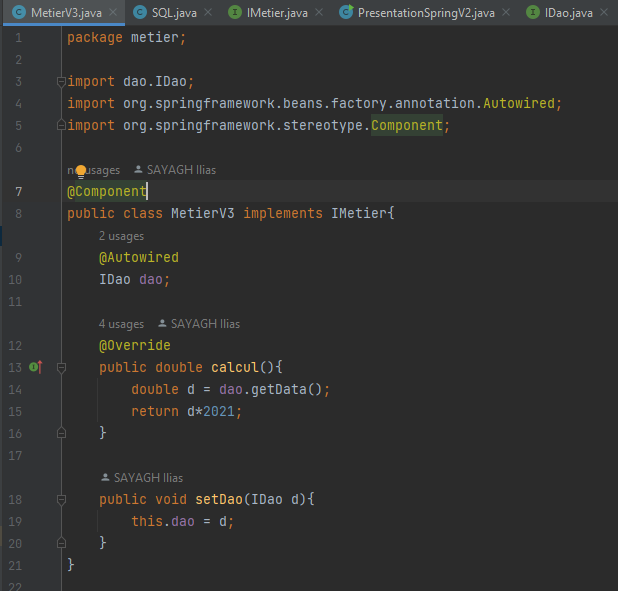 MetierV3.java × SQL.java × IMetier.java × PresentationSpringV2.java × IDao.java ×
1 package metier;
2
3 import dao.IDao;
4 import org.springframework.beans.factory.annotation.Autowired;
5 import org.springframework.stereotype.Component;
6
usages SAYAGH Ilias
7 @Component
8 public class MetierV3 implements IMetier{
2 usages
9 @Autowired
10 IDao dao;
11
4 usages SAYAGH Ilias
12 @Override
13 public double calcul(){
14 double d = dao.getData();
15 return d*2021;
16 }
17
SAYAGH Ilias
18 public void setDao(IDao d){
19 this.dao = d;
20 }
21 }
22